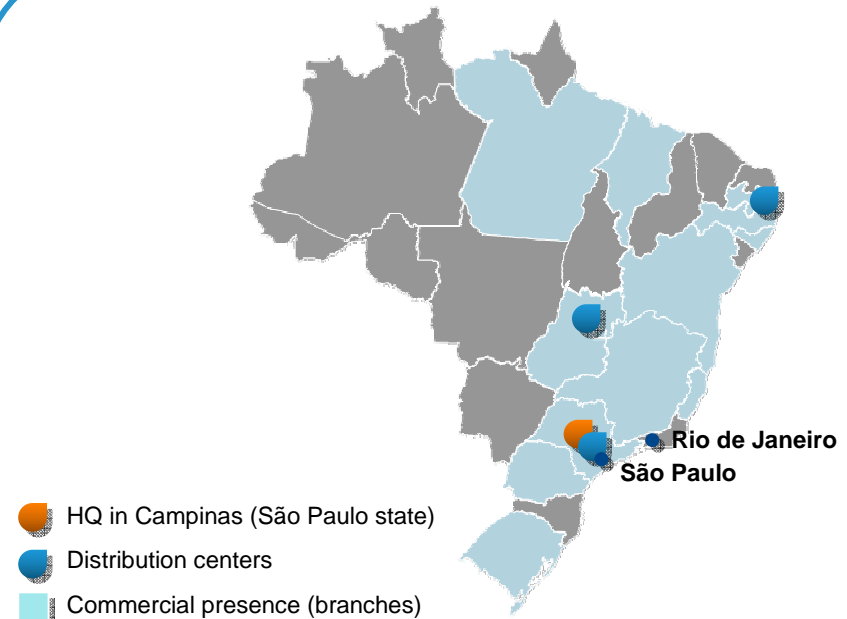 Rio de Janeiro
São Paulo
HQ in Campinas (São Paulo state)
Distribution centers
Commercial presence (branches)